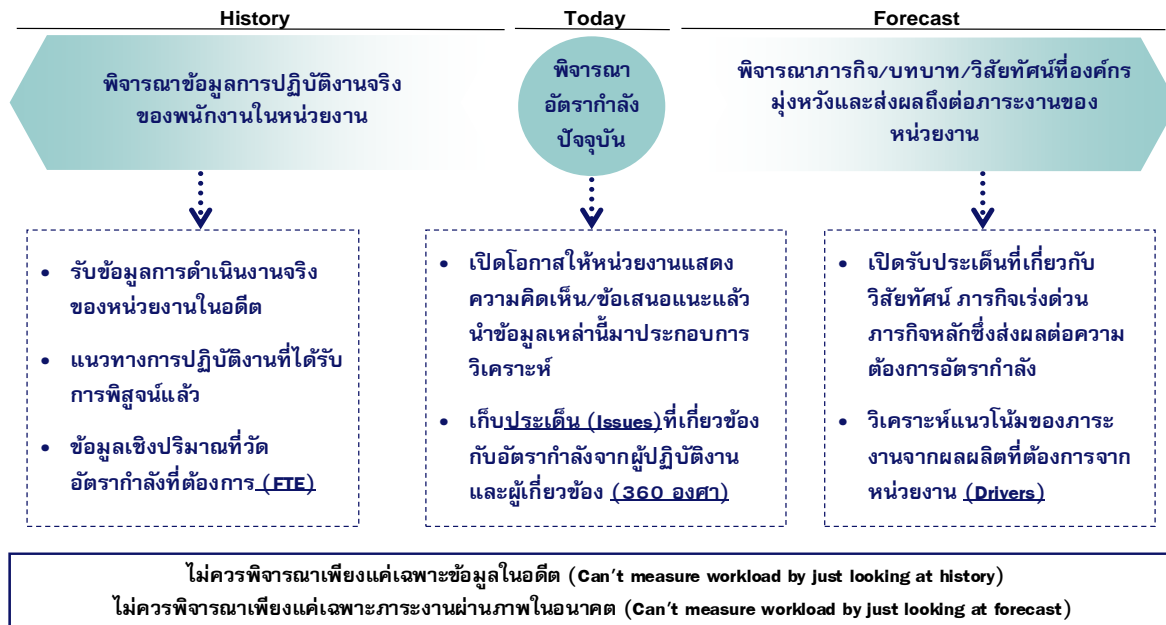 History
Today
Forecast
พิจารณาข้อมูลการปฏิบัติงานจริง
ของพนักงานในหน่วยงาน
พิจารณา
อัตรากำลัง
ปัจจุบัน
พิจารณาภารกิจ/บทบาท/วิสัยทัศน์ที่องค์กร
มุ่งหวังและส่งผลถึงต่อภาระงานของ
หน่วยงาน
• รับข้อมูลการดำเนินงานจริง
ของหน่วยงานในอดีต
• แนวทางการปฏิบัติงานที่ได้รับ
การพิสูจน์แล้ว
• ข้อมูลเชิงปริมาณที่วัด
อัตรากำลังที่ต้องการ (FTE)
• เปิดโอกาสให้หน่วยงานแสดง
ความคิดเห็น/ข้อเสนอแนะแล้ว
นำข้อมูลเหล่านี้มาประกอบการ
วิเคราะห์
• เก็บประเด็น (Issues)ที่เกี่ยวข้อง
กับอัตรากำลังจากผู้ปฏิบัติงาน
และผู้เกี่ยวข้อง (360 องศา)
• เปิดรับประเด็นที่เกี่ยวกับ
วิสัยทัศน์ ภารกิจเร่งด่วน
ภารกิจหลักซึ่งส่งผลต่อความ
ต้องการอัตรากำลัง
• วิเคราะห์แนวโน้มของภาระ
งานจากผลผลิตที่ต้องการจาก
หน่วยงาน (Drivers)
ไม่ควรพิจารณาเพียงแค่เฉพาะข้อมูลในอดีต (Can't measure workload by just looking at history)
ไม่ควรพิจารณาเพียงแค่เฉพาะภาระงานผ่านภาพในอนาคต (Can't measure workload by just looking at forecast)